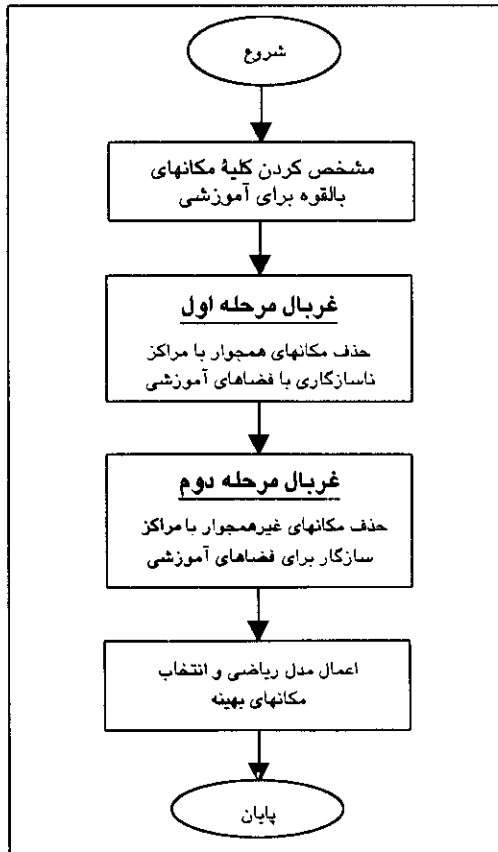 شروع
مشخص کردن کلیهٔ مکانهای
بالقوه برای آموزشی
غربال مرحله اول
حذف مکانهای همجوار با مراکز
ناسازگاری با فضاهای آموزشی
غربال مرحله دوم
حذف مکانهای غیرهمجوار با مراکز
سازگار برای فضاهای آموزشی
اعمال مدل ریاضی و انتخاب
مکانهای بهینه
پایان